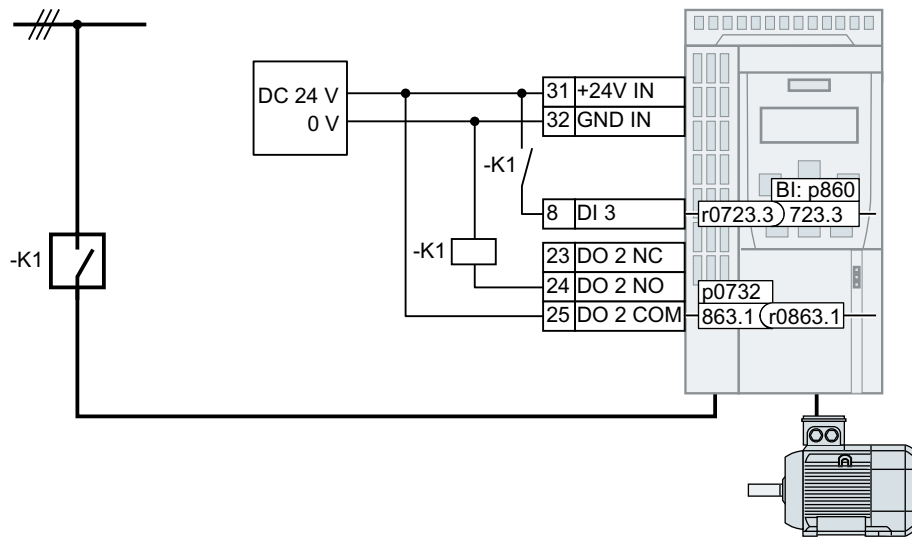 DC 24 V
0 V
31 +24V IN
32 GND IN
-K1
8 DI 3
BI: p860
r0723.3 723.3
-K1
-K1
23 DO 2 NC
24 DO 2 NO
25 DO 2 COM
p0732
863.1 r0863.1